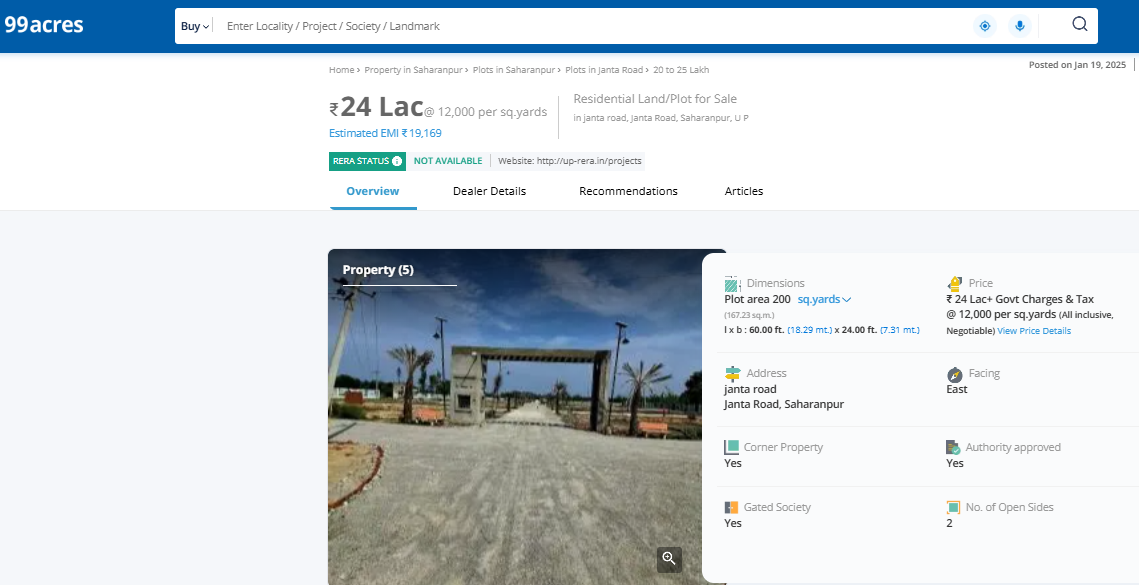 99acres
Buy
Enter Locality / Project / Society / Landmark
Posted on Jan 19, 2025
Home › Property in Saharanpur › Plots in Saharanpur › Plots in Janta Road › 20 to 25 Lakh
₹24 Lac @ 12,000 per sq.yards
Estimated EMI ₹19,169
Residential Land/Plot for Sale
in janta road, Janta Road, Saharanpur, U P
RERA STATUS i NOT AVAILABLE Website: http://up-rera.in/projects
Overview Dealer Details Recommendations Articles
Property (5)
Dimensions
Plot area 200 sq.yards
(167.23 sq.m.)
l x b : 60.00 ft. (18.29 mt.) x 24.00 ft. (7.31 mt.)
Price
₹ 24 Lac+ Govt Charges & Tax
@ 12,000 per sq.yards (All inclusive,
Negotiable) View Price Details
Address
janta road
Janta Road, Saharanpur
Facing
East
Corner Property
Yes
Authority approved
Yes
Gated Society
Yes
No. of Open Sides
2